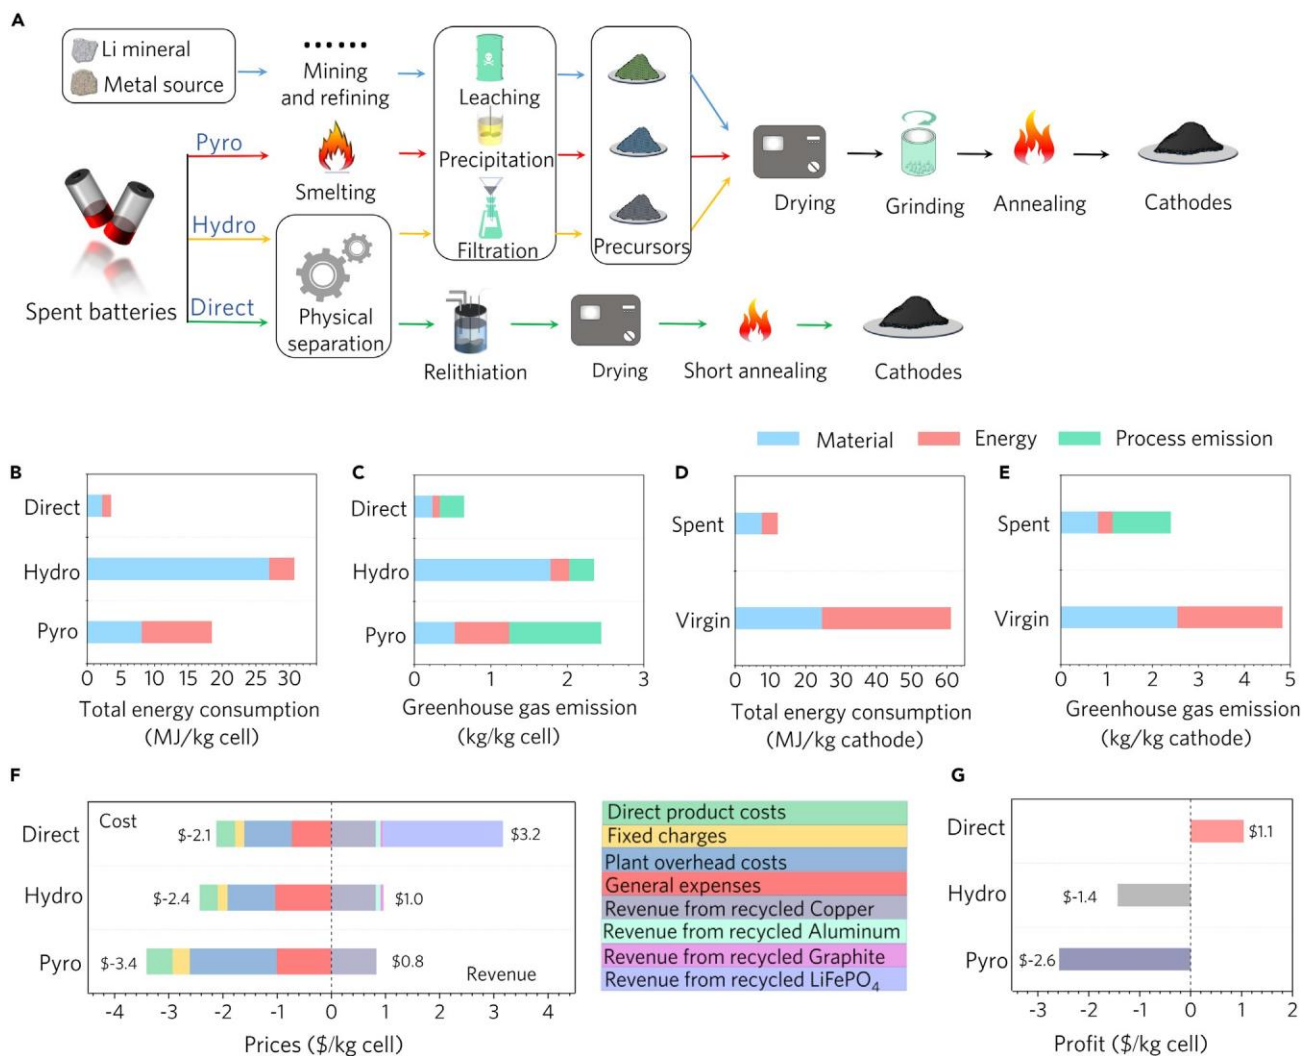 A
Li mineral
Metal source
Mining
and refining
Leaching
Pyro
Smelting
Precipitation
Hydro
Filtration
Precursors
Drying
Grinding
Annealing
Cathodes
Spent batteries
Direct
Physical
separation
Relithiation
Drying
Short annealing
Cathodes
Material
Energy
Process emission
B
Direct
Hydro
Pyro
0 5 10 15 20 25 30
Total energy consumption
(MJ/kg cell)
C
Direct
Hydro
Pyro
0 1 2 3
Greenhouse gas emission
(kg/kg cell)
D
Spent
Virgin
0 10 20 30 40 50 60
Total energy consumption
(MJ/kg cathode)
E
Spent
Virgin
0 1 2 3 4 5
Greenhouse gas emission
(kg/kg cathode)
F
Cost
Direct
$-2.1
$3.2
Hydro
$-2.4
$1.0
Pyro
$-3.4
$0.8
Revenue
-4 -3 -2 -1 0 1 2 3 4
Prices ($/kg cell)
Direct product costs
Fixed charges
Plant overhead costs
General expenses
Revenue from recycled Copper
Revenue from recycled Aluminum
Revenue from recycled Graphite
Revenue from recycled LiFePO₄
G
Direct
$1.1
Hydro
$-1.4
Pyro
$-2.6
-3 -2 -1 0 1 2
Profit ($/kg cell)